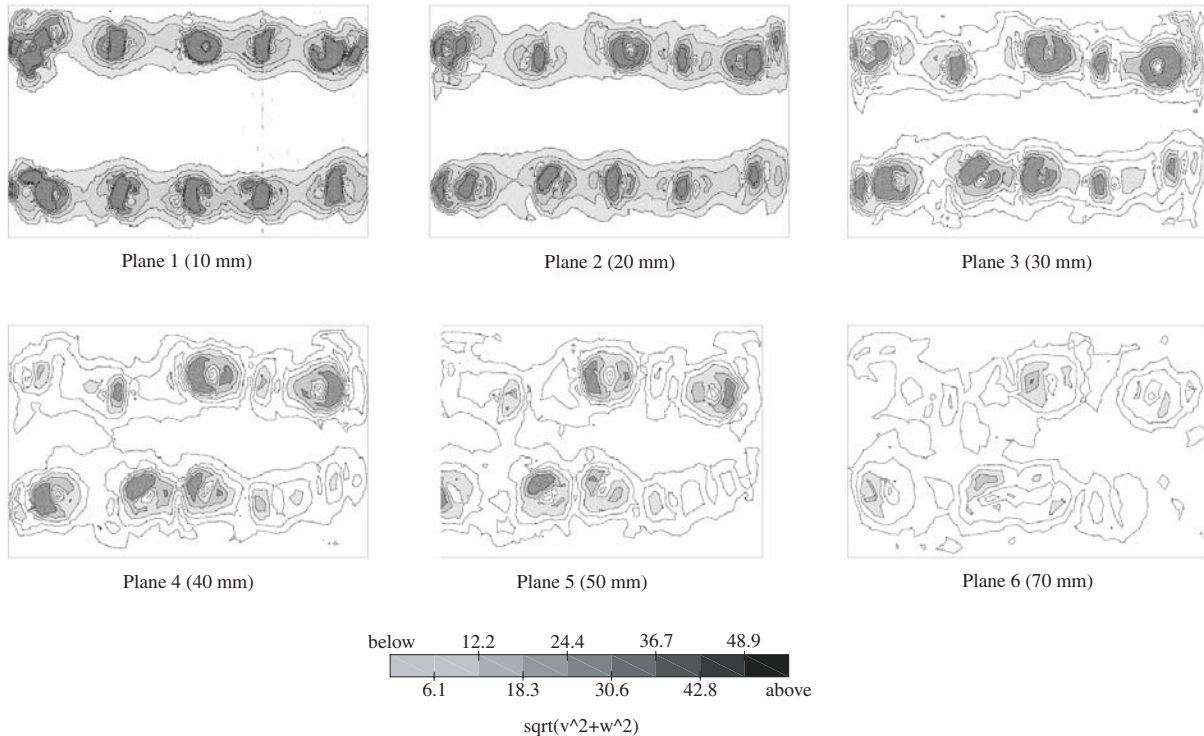 Plane 1 (10 mm)
Plane 2 (20 mm)
Plane 3 (30 mm)
Plane 4 (40 mm)
Plane 5 (50 mm)
Plane 6 (70 mm)
below 12.2 24.4 36.7 48.9
6.1 18.3 30.6 42.8 above
sqrt(v^2+w^2)